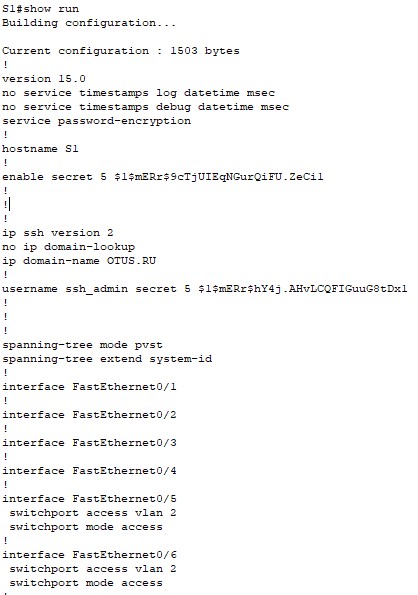 S1#show run
Building configuration...
Current configuration : 1503 bytes
!
version 15.0
no service timestamps log datetime msec
no service timestamps debug datetime msec
service password-encryption
!
hostname S1
!
enable secret 5 $1$mERr$9cTjUIEqNGurQiFU.ZeCi1
!
!
!
ip ssh version 2
no ip domain-lookup
ip domain-name OTUS.RU
!
username ssh_admin secret 5 $1$mERr$hY4j.AHvLCQFIGuuG8tDx1
!
!
!
spanning-tree mode pvst
spanning-tree extend system-id
!
interface FastEthernet0/1
!
interface FastEthernet0/2
!
interface FastEthernet0/3
!
interface FastEthernet0/4
!
interface FastEthernet0/5
 switchport access vlan 2
 switchport mode access
!
interface FastEthernet0/6
 switchport access vlan 2
 switchport mode access
!